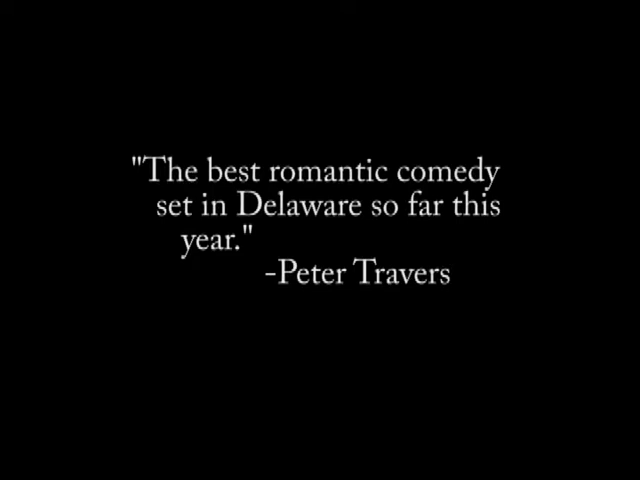 "The best romantic comedy
set in Delaware so far this
year."
-Peter Travers